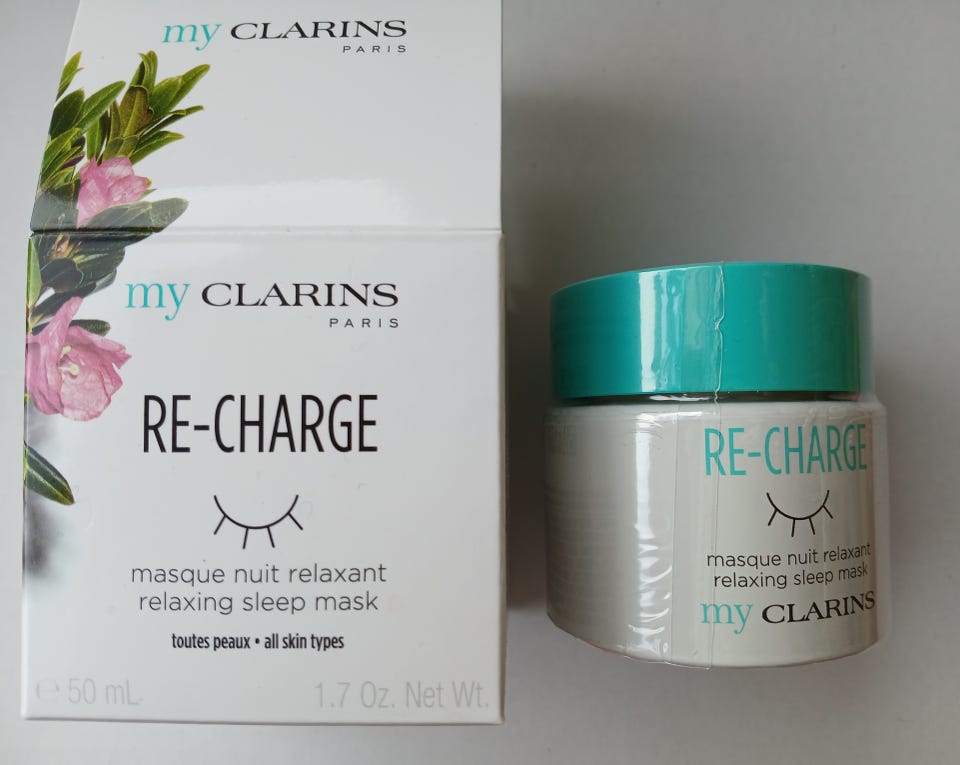 my CLARINS
PARIS
my CLARINS
PARIS
RE-CHARGE
masque nuit relaxant
relaxing sleep mask
toutes peaux • all skin types
℮ 50 mL 1.7 Oz. Net Wt.
RE-CHARGE
masque nuit relaxant
relaxing sleep mask
my CLARINS